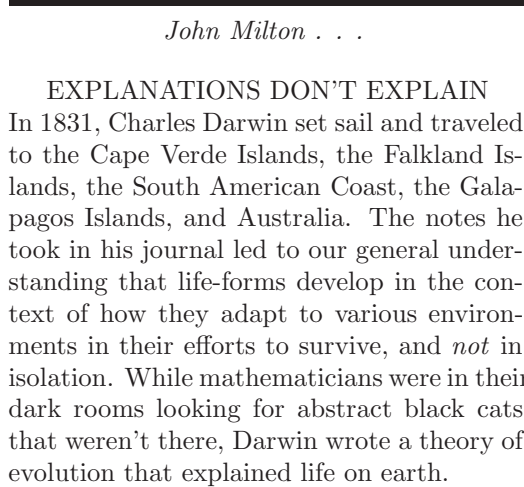 John Milton . . .
EXPLANATIONS DON'T EXPLAIN
In 1831, Charles Darwin set sail and traveled
to the Cape Verde Islands, the Falkland Is-
lands, the South American Coast, the Gala-
pagos Islands, and Australia. The notes he
took in his journal led to our general under-
standing that life-forms develop in the con-
text of how they adapt to various environ-
ments in their efforts to survive, and not in
isolation. While mathematicians were in their
dark rooms looking for abstract black cats
that weren't there, Darwin wrote a theory of
evolution that explained life on earth.